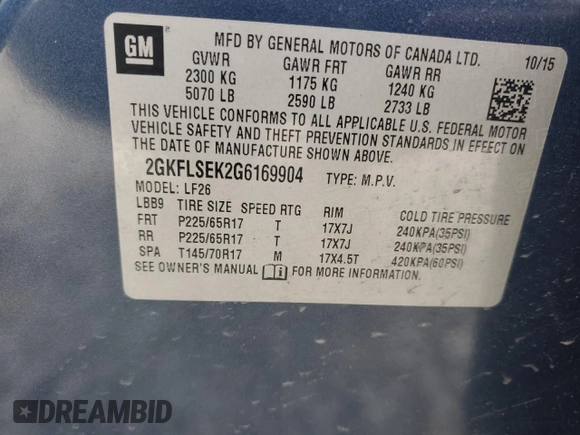 GM
MFD BY GENERAL MOTORS OF CANADA LTD. 10/15
GVWR GAWR FRT GAWR RR
2300 KG 1175 KG 1240 KG
5070 LB 2590 LB 2733 LB
THIS VEHICLE CONFORMS TO ALL APPLICABLE U.S. FEDERAL MOTOR
VEHICLE SAFETY AND THEFT PREVENTION STANDARDS IN EFFECT ON
THE DATE OF MANUFACTURE SHOWN ABOVE.
2GKFLSEK2G6169904 TYPE: M.P.V.
MODEL: LF26
LBB9 TIRE SIZE SPEED RTG RIM COLD TIRE PRESSURE
FRT P225/65R17 T 17X7J 240KPA(35PSI)
RR P225/65R17 T 17X7J 240KPA(35PSI)
SPA T145/70R17 M 17X4.5T 420KPA(60PSI)
SEE OWNER'S MANUAL FOR MORE INFORMATION.
DREAMBID